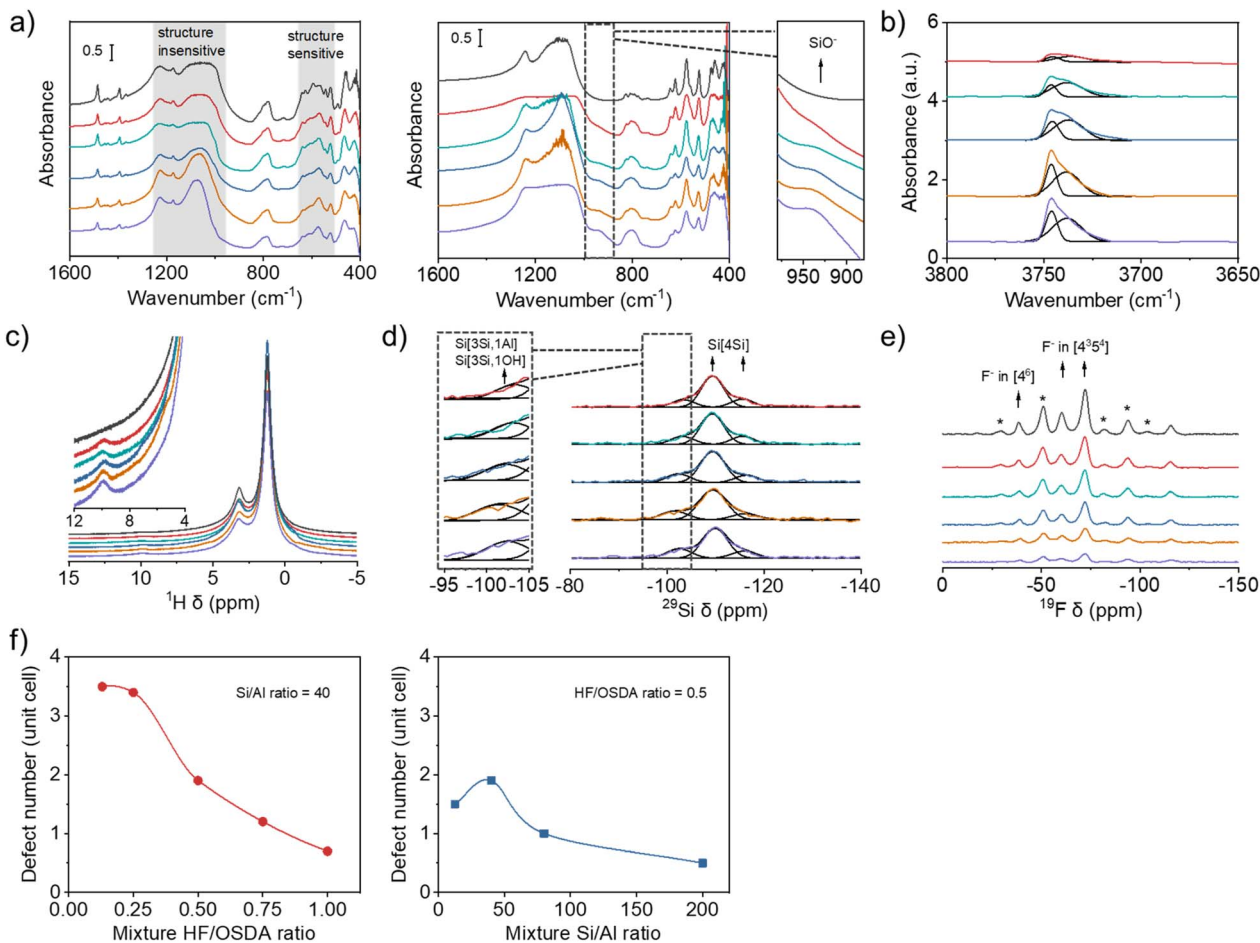 a)
structure
insensitive
structure
sensitive
0.5
Absorbance
1600 1200 800 400
Wavenumber (cm⁻¹)
0.5
SiO⁻
Absorbance
1600 1200 800 400
950 900
Wavenumber (cm⁻¹)
b)
6
4
2
0
Absorbance (a.u.)
3800 3750 3700 3650
Wavenumber (cm⁻¹)
c)
12 8 4
15 10 5 0 -5
¹H δ (ppm)
d)
Si[3Si,1Al]
Si[3Si,1OH]
Si[4Si]
-95 -100 -105
-80 -100 -120 -140
²⁹Si δ (ppm)
e)
F⁻ in [4³5⁴]
F⁻ in [4⁶]
* * * * *
0 -50 -100 -150
¹⁹F δ (ppm)
f)
4
3
2
1
0
Defect number (unit cell)
Si/Al ratio = 40
0.00 0.25 0.50 0.75 1.00
Mixture HF/OSDA ratio
4
3
2
1
0
Defect number (unit cell)
HF/OSDA ratio = 0.5
0 50 100 150 200
Mixture Si/Al ratio